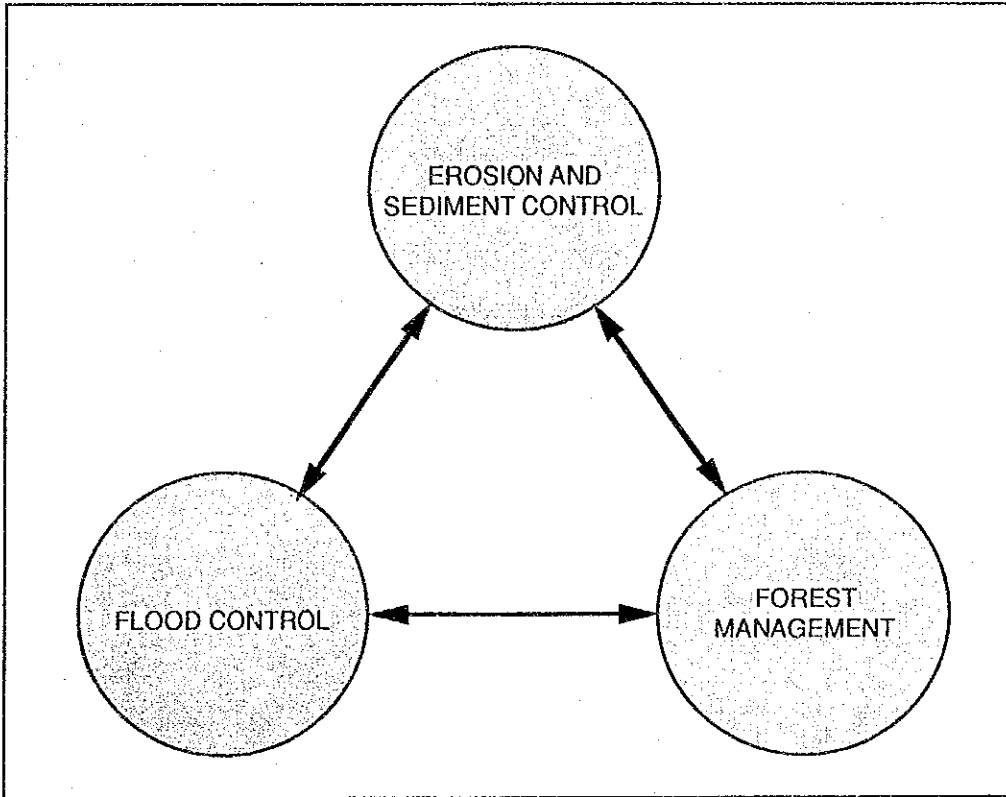 EROSION AND
SEDIMENT CONTROL
FLOOD CONTROL
FOREST
MANAGEMENT